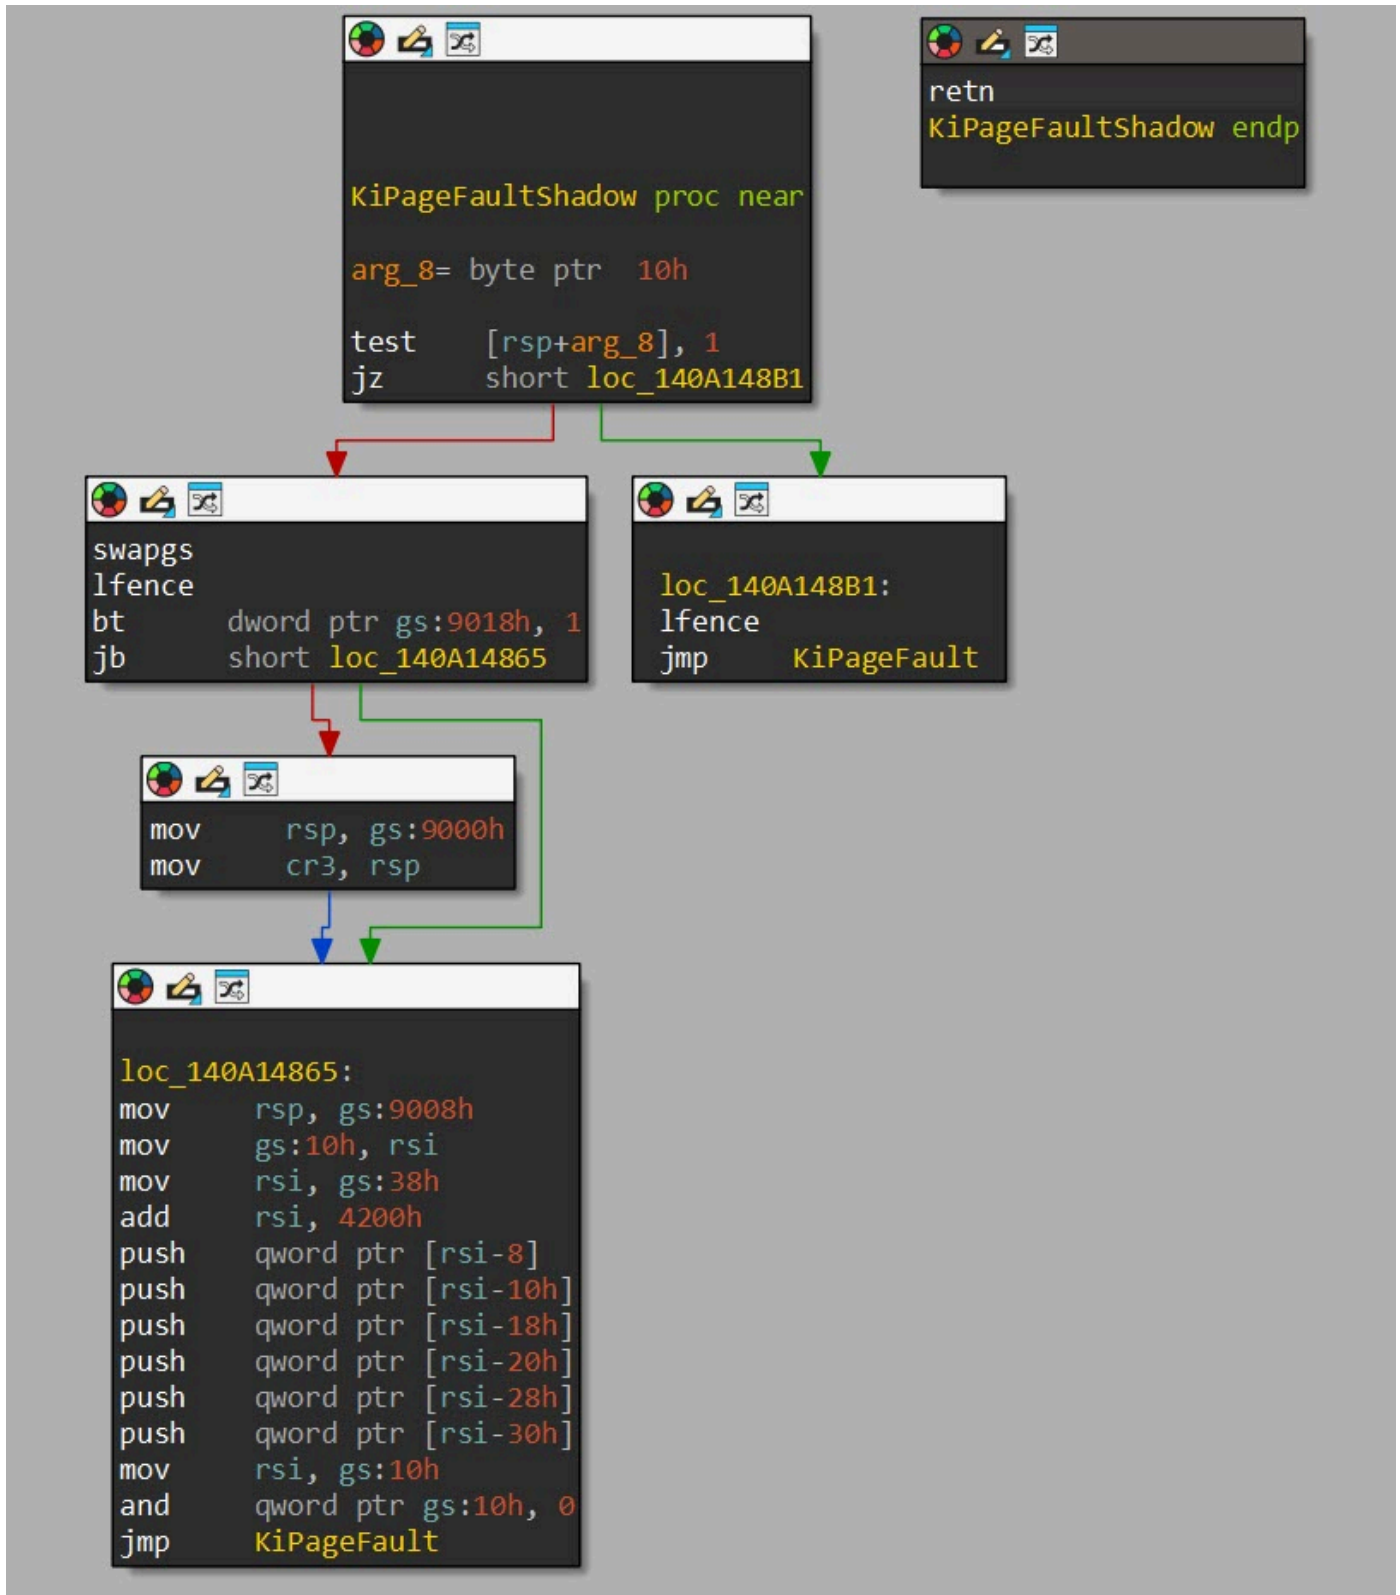 KiPageFaultShadow proc near
arg_8= byte ptr  10h
test    [rsp+arg_8], 1
jz      short loc_140A148B1
retn
KiPageFaultShadow endp
swapgs
lfence
bt      dword ptr gs:9018h, 1
jb      short loc_140A14865
loc_140A148B1:
lfence
jmp     KiPageFault
mov     rsp, gs:9000h
mov     cr3, rsp
loc_140A14865:
mov     rsp, gs:9008h
mov     gs:10h, rsi
mov     rsi, gs:38h
add     rsi, 4200h
push    qword ptr [rsi-8]
push    qword ptr [rsi-10h]
push    qword ptr [rsi-18h]
push    qword ptr [rsi-20h]
push    qword ptr [rsi-28h]
push    qword ptr [rsi-30h]
mov     rsi, gs:10h
and     qword ptr gs:10h, 0
jmp     KiPageFault